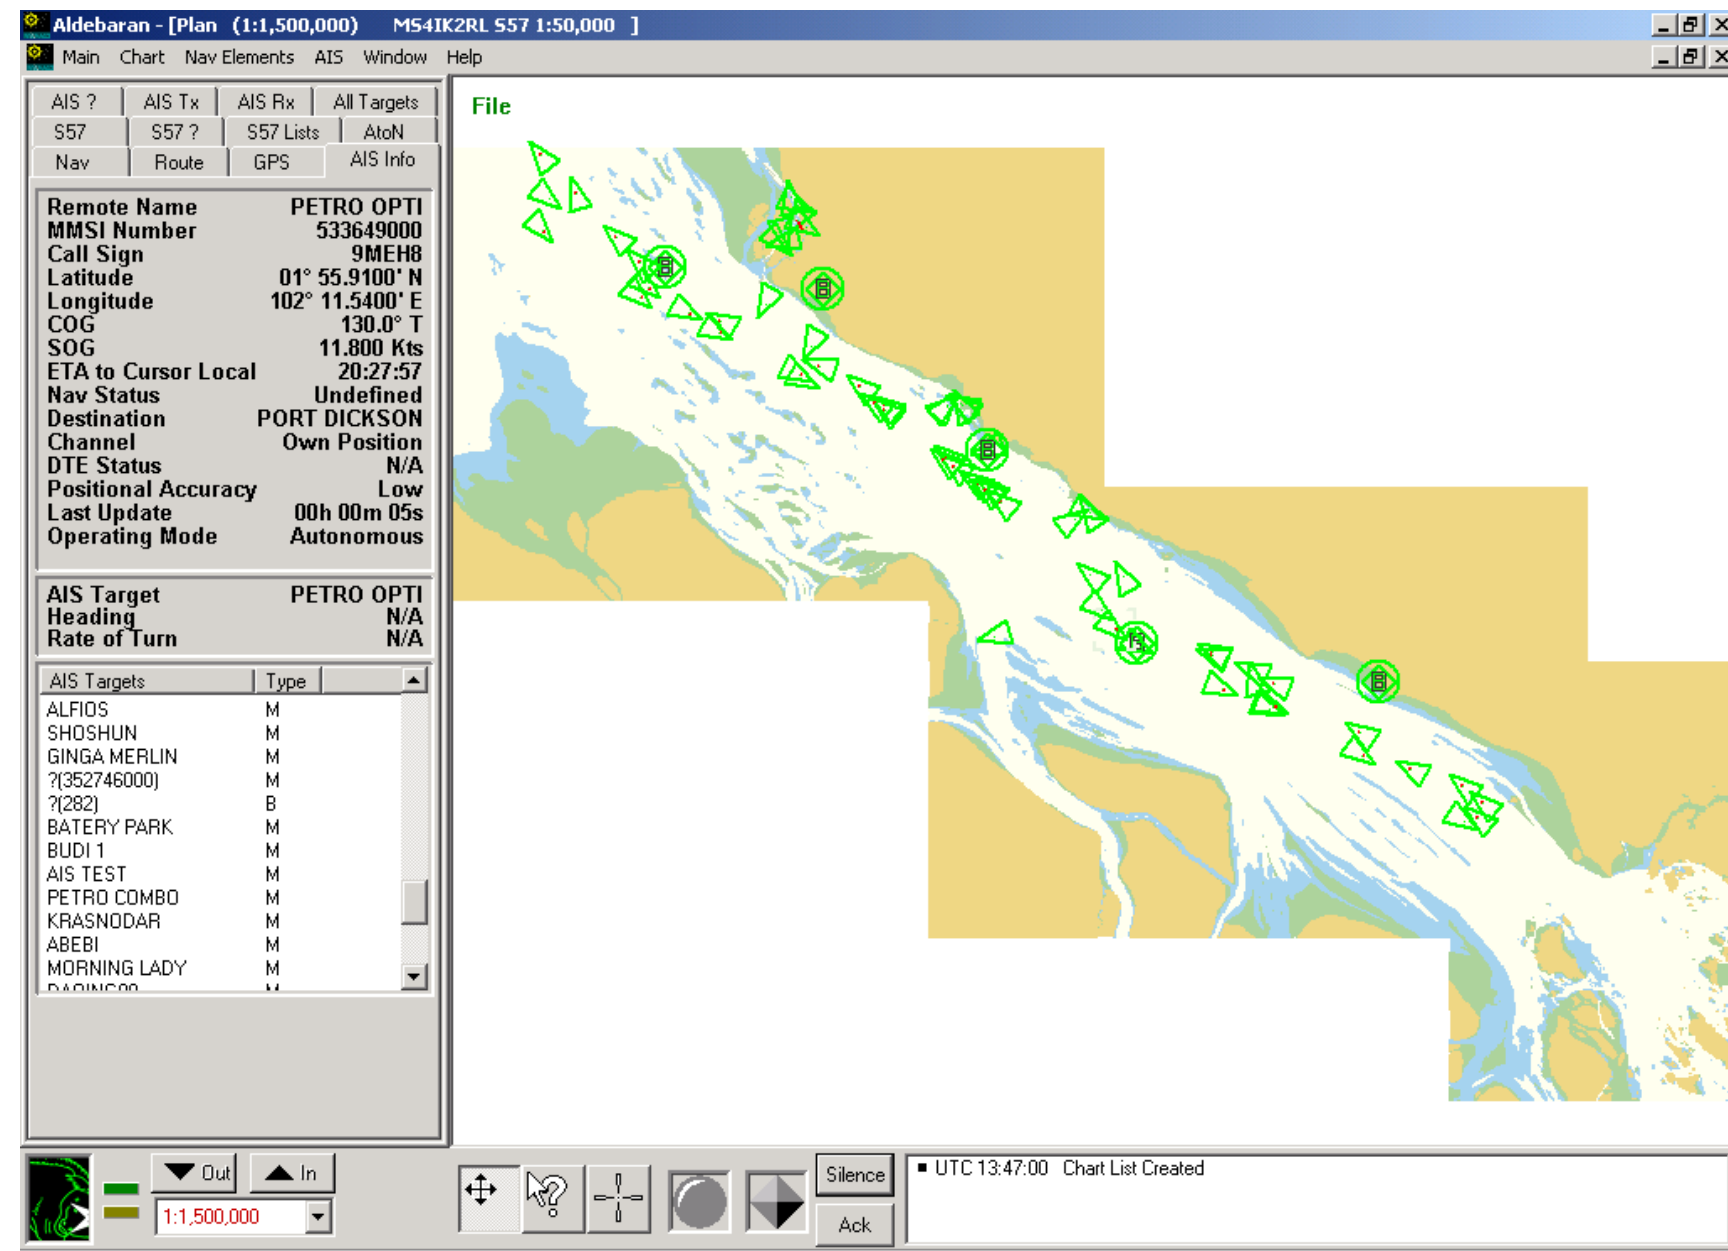 Aldebaran - [Plan (1:1,500,000) MS4IK2RL S57 1:50,000 ]
Main Chart Nav Elements AIS Window Help
AIS ? AIS Tx AIS Rx All Targets
S57 S57 ? S57 Lists AtoN
Nav Route GPS AIS Info
File
Remote Name PETRO OPTI
MMSI Number 533649000
Call Sign 9MEH8
Latitude 01° 55.9100' N
Longitude 102° 11.5400' E
COG 130.0° T
SOG 11.800 Kts
ETA to Cursor Local 20:27:57
Nav Status Undefined
Destination PORT DICKSON
Channel Own Position
DTE Status N/A
Positional Accuracy Low
Last Update 00h 00m 05s
Operating Mode Autonomous
AIS Target PETRO OPTI
Heading N/A
Rate of Turn N/A
AIS Targets Type
ALFIOS M
SHOSHUN M
GINGA MERLIN M
?(352746000) M
?(282) B
BATERY PARK M
BUDI 1 M
AIS TEST M
PETRO COMBO M
KRASNODAR M
ABEBI M
MORNING LADY M
Out In
1:1,500,000
Silence
Ack
UTC 13:47:00 Chart List Created